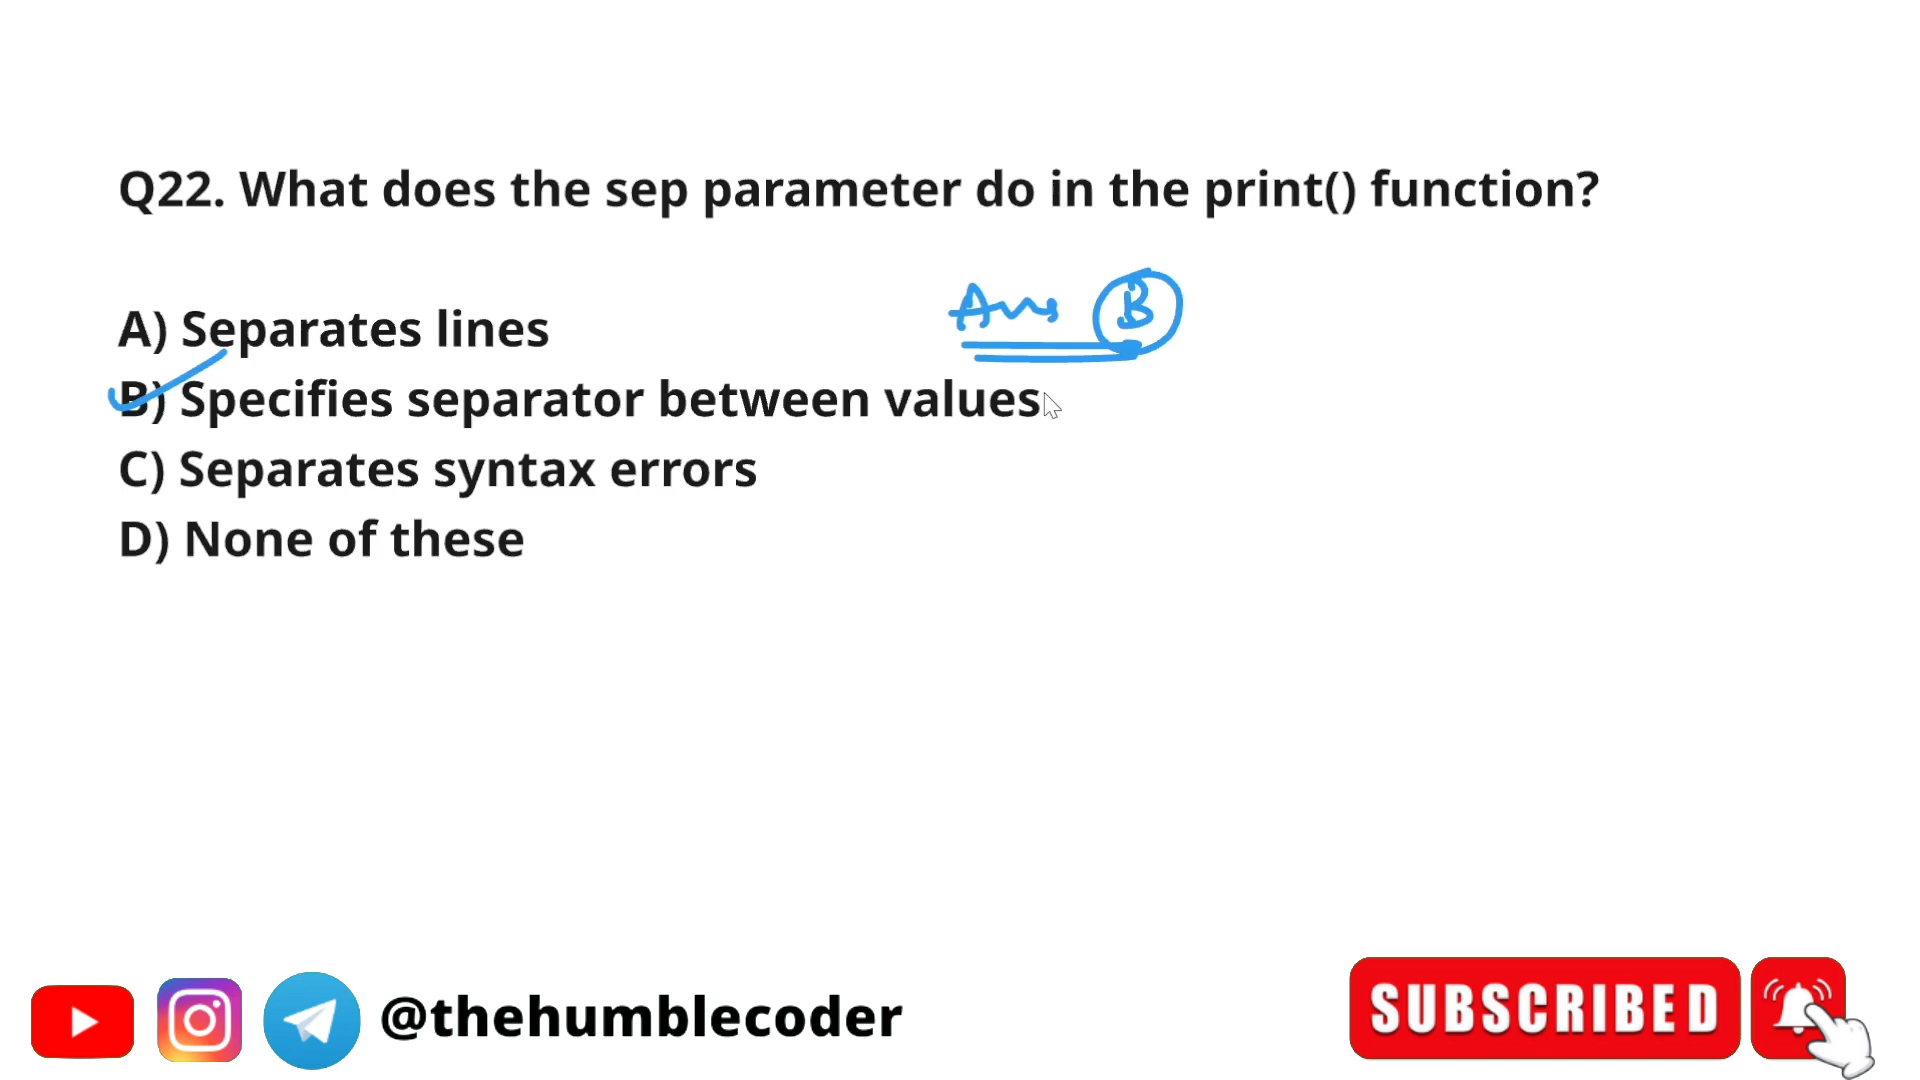 Q22. What does the sep parameter do in the print() function?
Ans B
A) Separates lines
B) Specifies separator between values
C) Separates syntax errors
D) None of these
@thehumblecoder
SUBSCRIBED